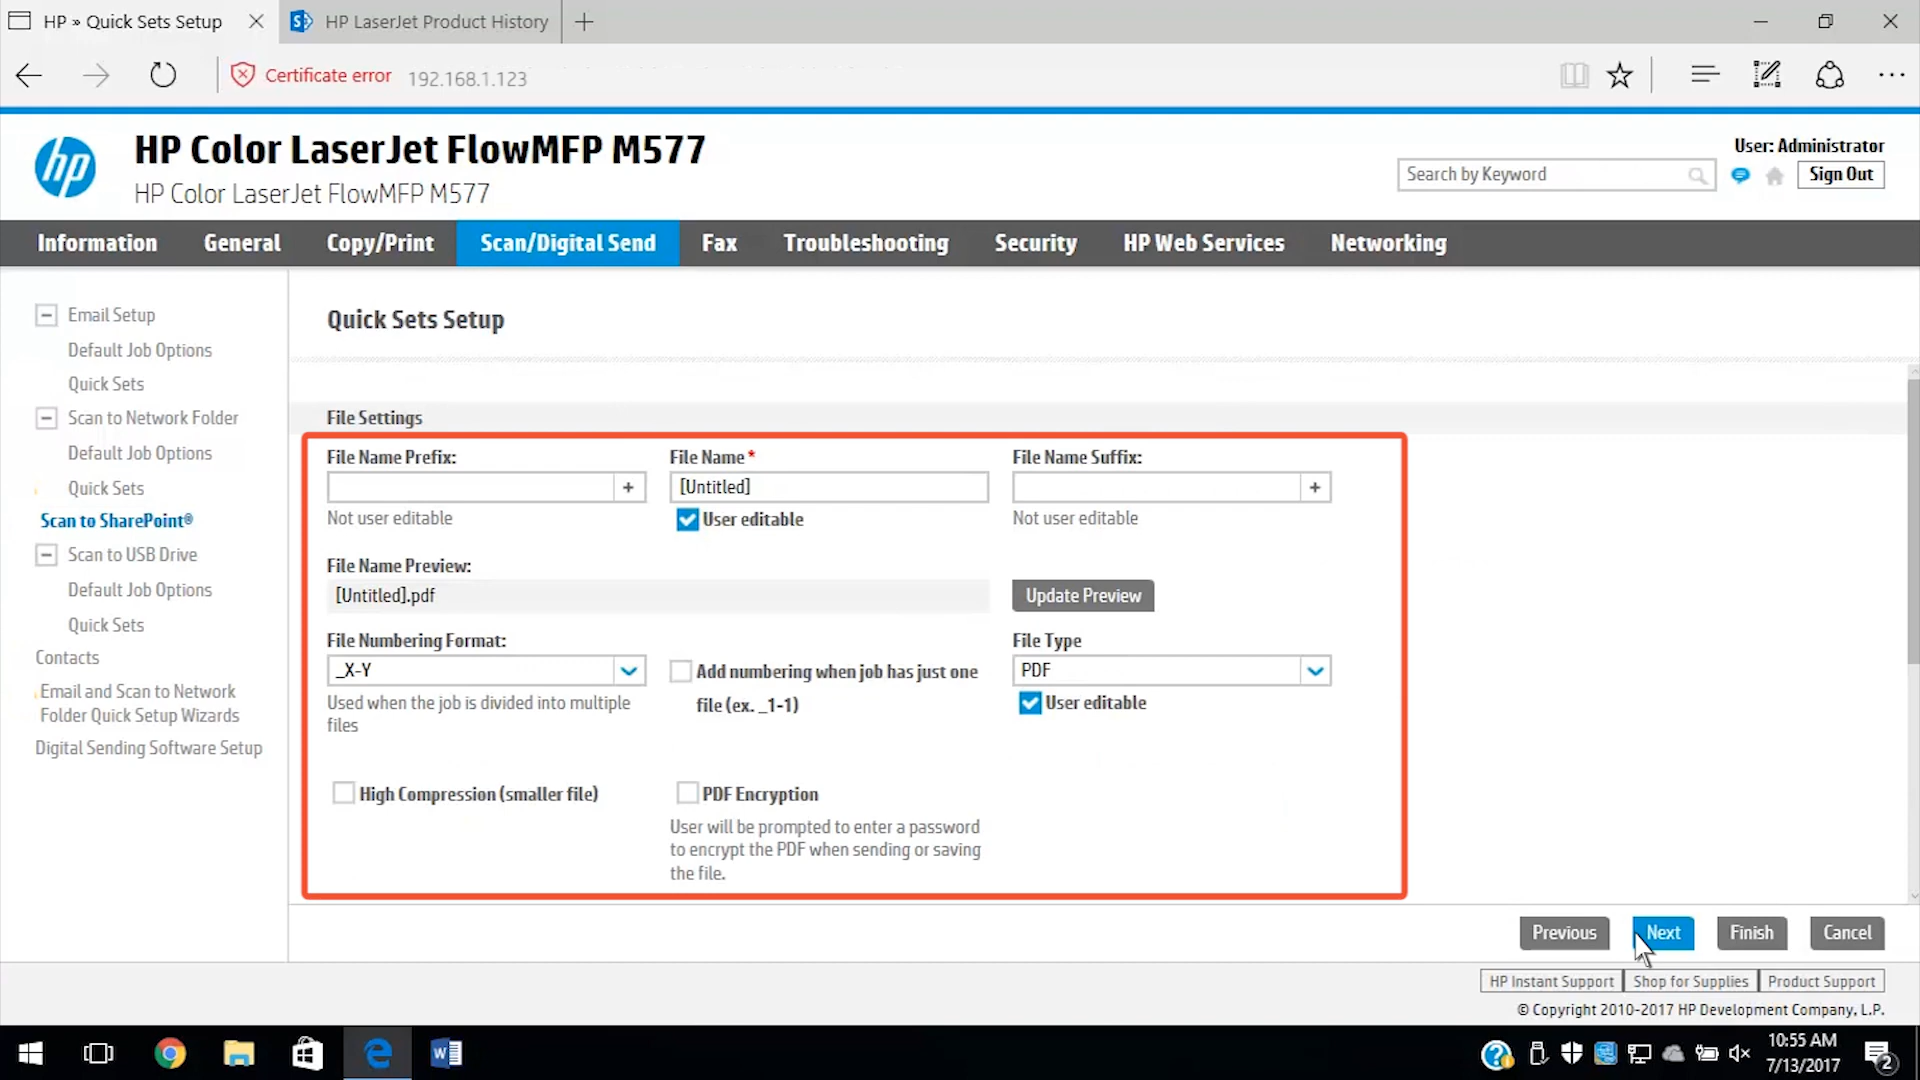 HP » Quick Sets Setup
HP LaserJet Product History
Certificate error 192.168.1.123
hp
HP Color LaserJet FlowMFP M577
HP Color LaserJet FlowMFP M577
User: Administrator
Search by Keyword
Sign Out
Information General Copy/Print Scan/Digital Send Fax Troubleshooting Security HP Web Services Networking
Email Setup
Default Job Options
Quick Sets
Scan to Network Folder
Default Job Options
Quick Sets
Scan to SharePoint®
Scan to USB Drive
Default Job Options
Quick Sets
Contacts
Email and Scan to Network
Folder Quick Setup Wizards
Digital Sending Software Setup
Quick Sets Setup
File Settings
File Name Prefix: File Name * File Name Suffix:
+ [Untitled] +
Not user editable User editable Not user editable
File Name Preview:
[Untitled].pdf Update Preview
File Numbering Format: File Type
_X-Y Add numbering when job has just one PDF
Used when the job is divided into multiple file (ex. _1-1) User editable
files
High Compression (smaller file) PDF Encryption
User will be prompted to enter a password
to encrypt the PDF when sending or saving
the file.
Previous Next Finish Cancel
HP Instant Support Shop for Supplies Product Support
© Copyright 2010-2017 HP Development Company, L.P.
10:55 AM
7/13/2017
2